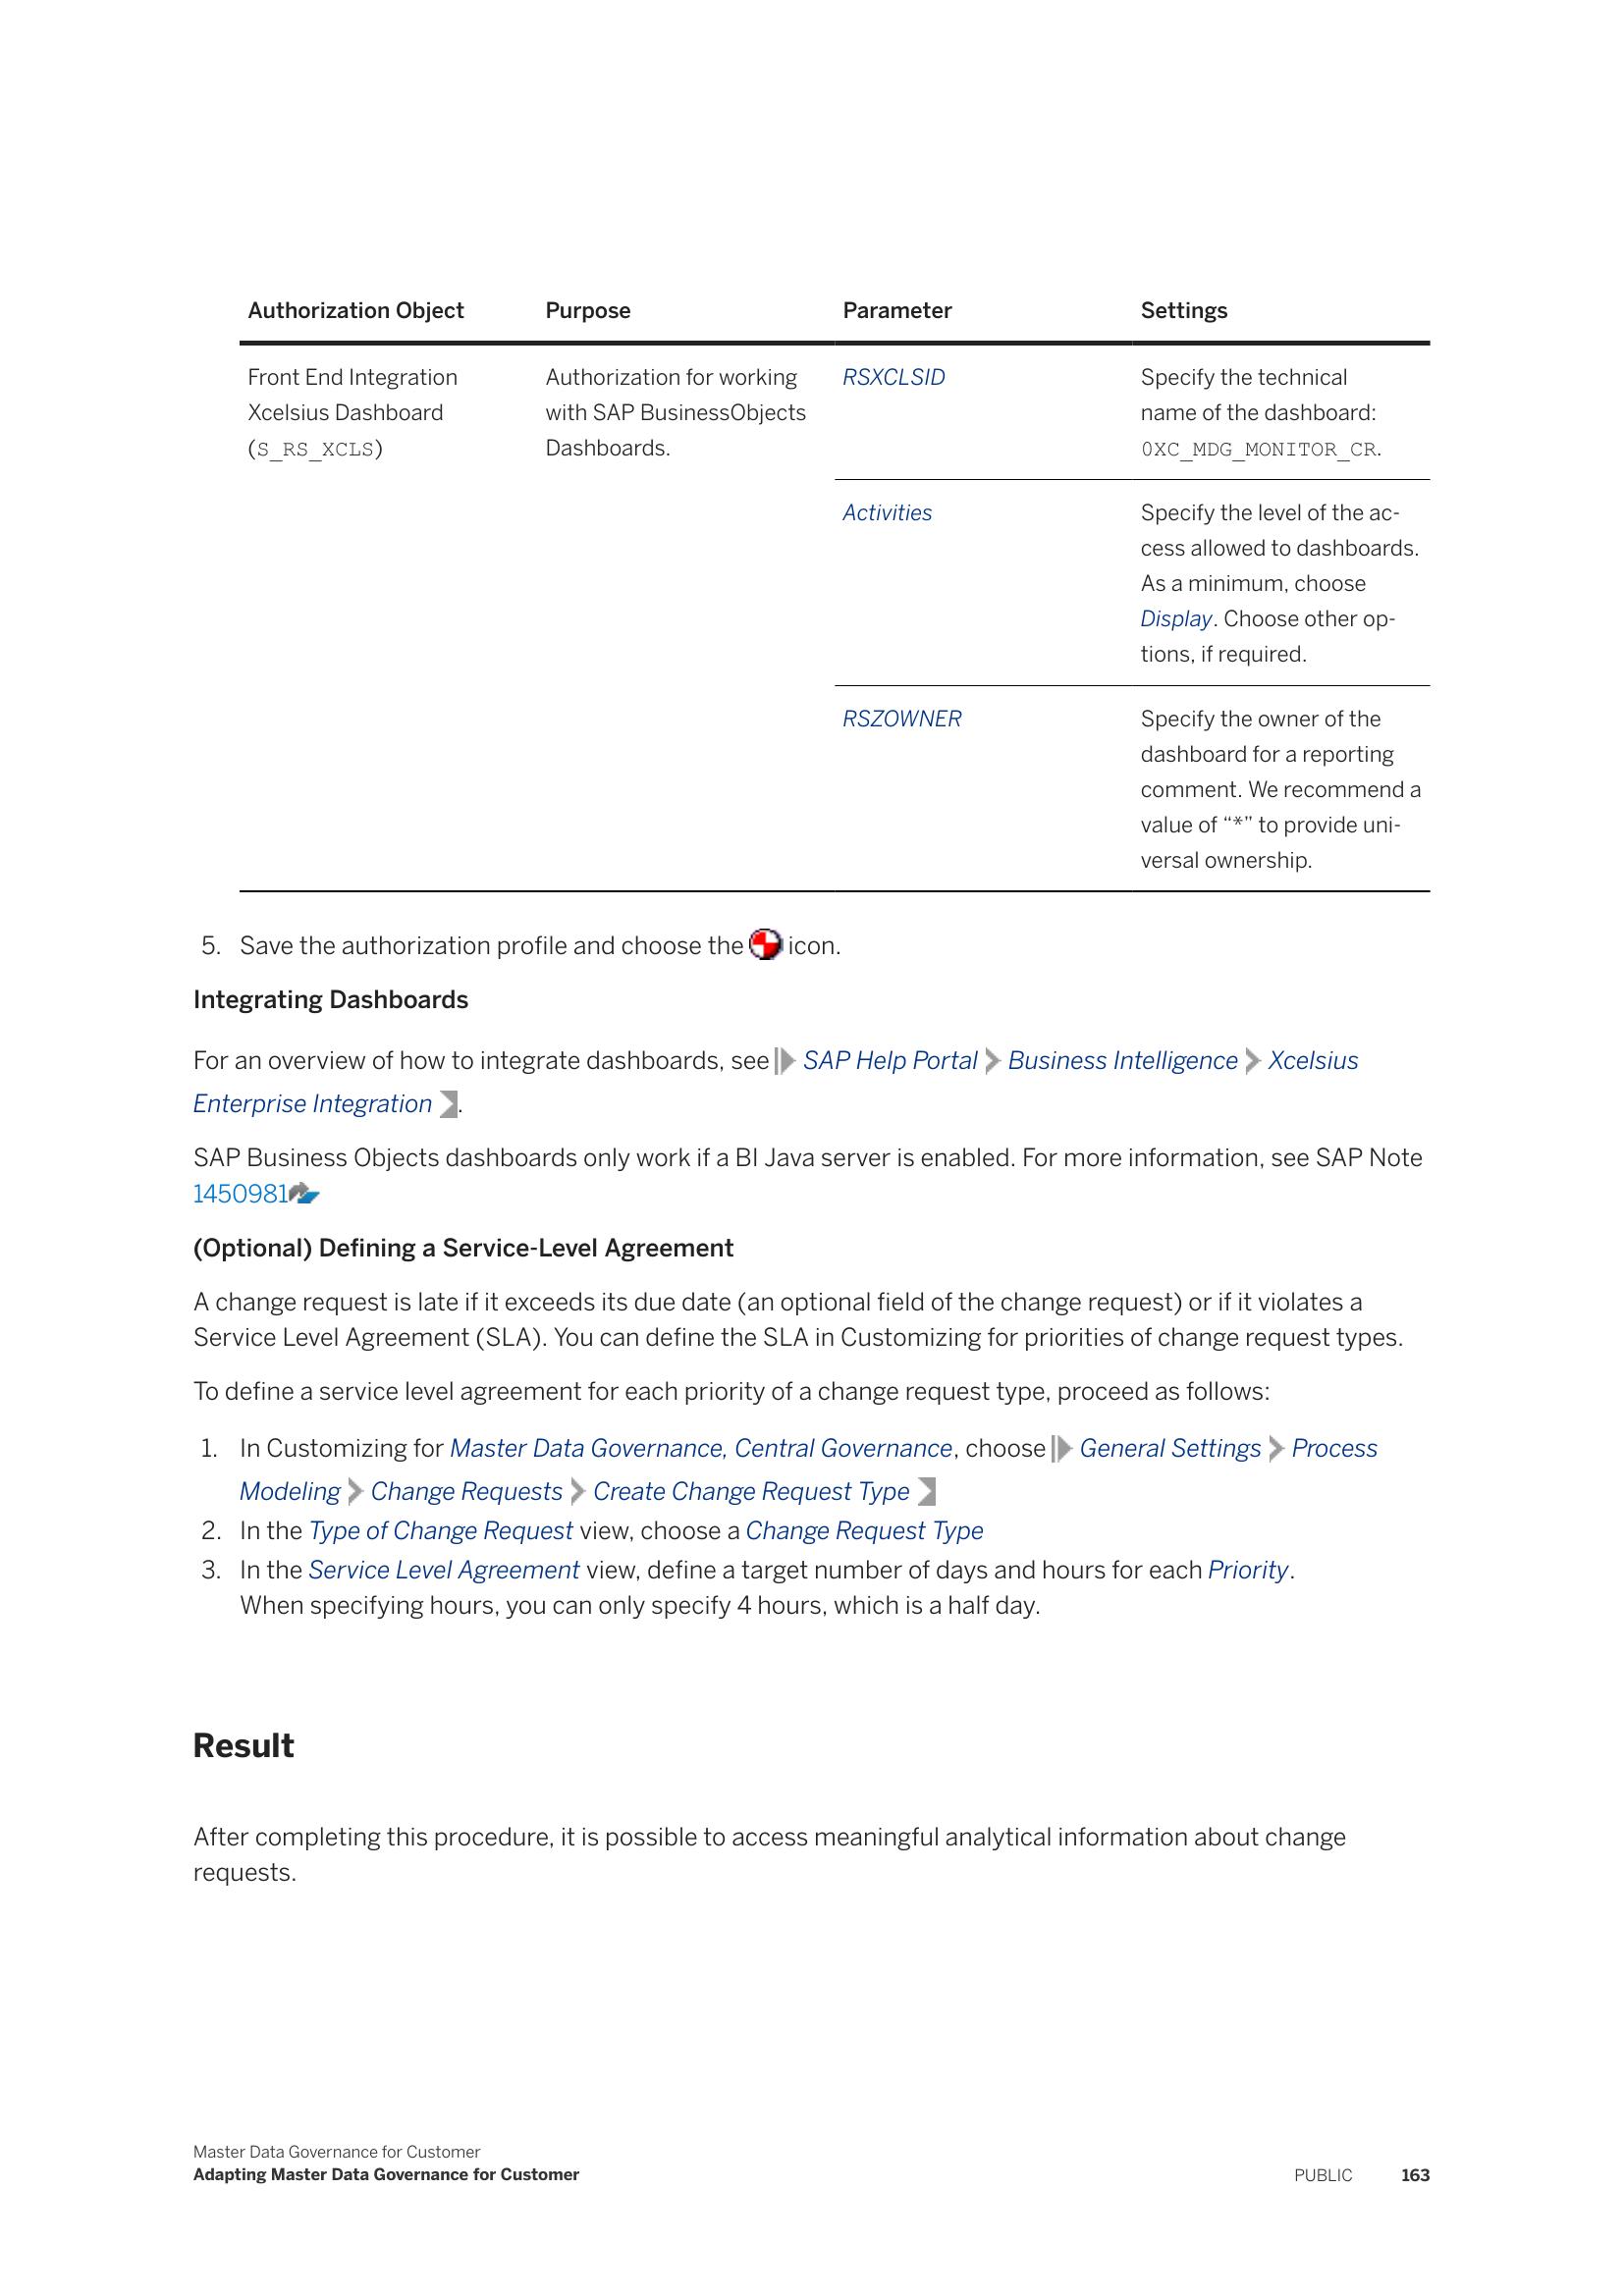 Authorization Object Purpose Parameter Settings
Front End Integration
Xcelsius Dashboard
(S_RS_XCLS)
Authorization for working
with SAP BusinessObjects
Dashboards.
RSXCLSID
Specify the technical
name of the dashboard:
0XC_MDG_MONITOR_CR.
Activities
Specify the level of the ac-
cess allowed to dashboards.
As a minimum, choose
Display. Choose other op-
tions, if required.
RSZOWNER
Specify the owner of the
dashboard for a reporting
comment. We recommend a
value of “*” to provide uni-
versal ownership.
5. Save the authorization profile and choose the icon.
Integrating Dashboards
For an overview of how to integrate dashboards, see SAP Help Portal Business Intelligence Xcelsius
Enterprise Integration .
SAP Business Objects dashboards only work if a BI Java server is enabled. For more information, see SAP Note
1450981
(Optional) Defining a Service-Level Agreement
A change request is late if it exceeds its due date (an optional field of the change request) or if it violates a
Service Level Agreement (SLA). You can define the SLA in Customizing for priorities of change request types.
To define a service level agreement for each priority of a change request type, proceed as follows:
1. In Customizing for Master Data Governance, Central Governance, choose General Settings Process
Modeling Change Requests Create Change Request Type
2. In the Type of Change Request view, choose a Change Request Type
3. In the Service Level Agreement view, define a target number of days and hours for each Priority.
When specifying hours, you can only specify 4 hours, which is a half day.
Result
After completing this procedure, it is possible to access meaningful analytical information about change
requests.
Master Data Governance for Customer
Adapting Master Data Governance for Customer PUBLIC 163